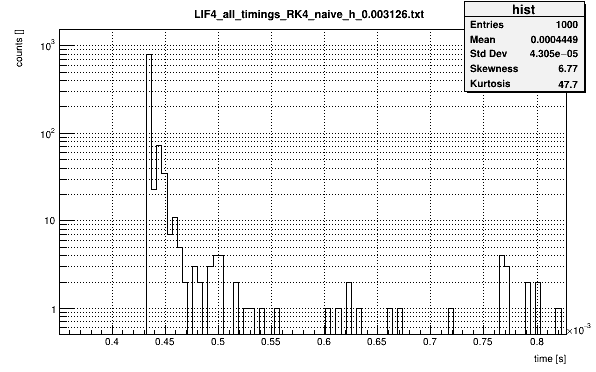 LIF4_all_timings_RK4_naive_h_0.003126.txt
hist
Entries 1000
Mean 0.0004449
Std Dev 4.305e−05
Skewness 6.77
Kurtosis 47.7
counts []
10³
10²
10
1
0.4 0.45 0.5 0.55 0.6 0.65 0.7 0.75 0.8
×10⁻³
time [s]